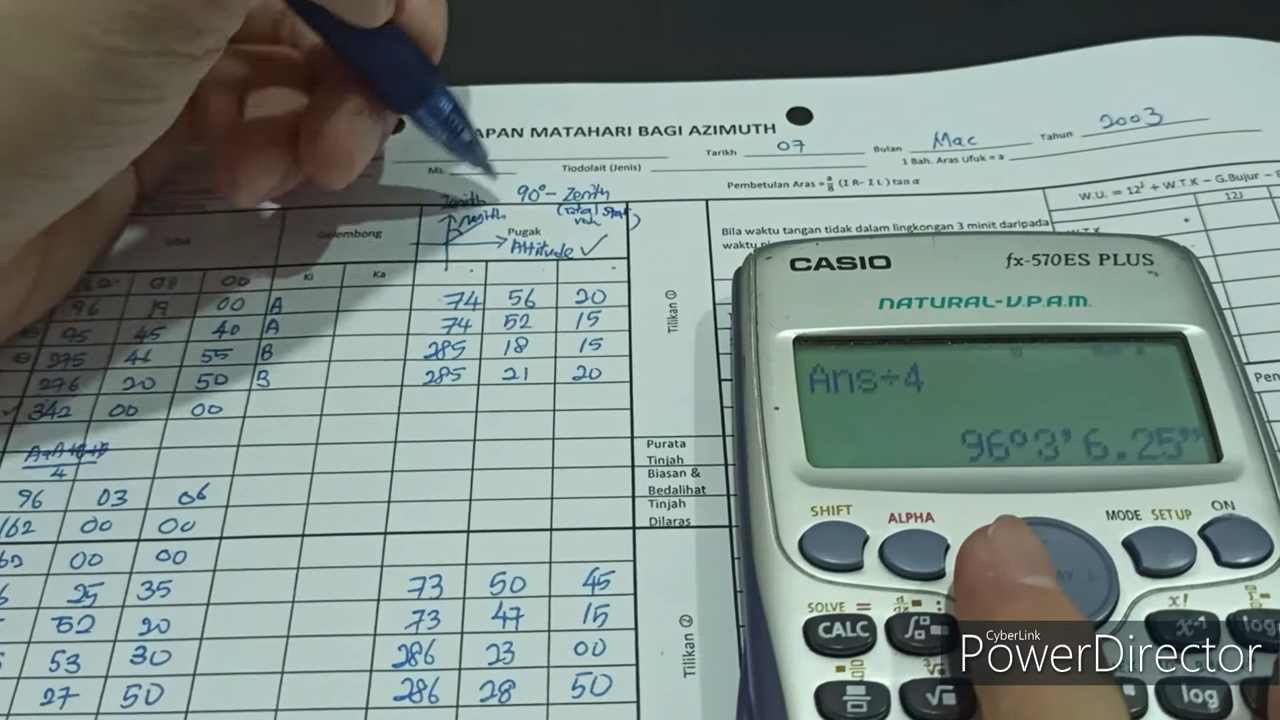 APAN MATAHARI BAGI AZIMUTH
Tarikh 07 Bulan Mac Tahun 2003
Tiodolait (Jenis) 1 Bah. Aras Ufuk = a
Zenith 90° - Zenith
Pembetulan Aras = a/8 (Σ R- Σ L) tan α
W.U. = 12j + W.T.K - G.Bujur -
12J
Pugak
Altitude ✓
Bila waktu tangan tidak dalam lingkongan 3 minit daripada
Ki Ka
00
96 19 00 A 74 56 20
95 45 40 A 74 52 15
275 46 55 B 285 18 15
276 20 50 B 285 21 20
342 00 00
Tilikan ①
4
96 03 06
162 00 00
00 00
25 35 73 50 45
52 20 73 47 15
53 30 286 23 00
27 50 286 28 50
Purata
Tinjah
Biasan &
Bedalihat
Tinjah
Dilaras
Tilikan ②
CASIO fx-570ES PLUS
NATURAL-V.P.A.M.
Ans÷4
96°3°6.25"
SHIFT ALPHA MODE SETUP ON
SOLVE =
CALC
x!
x⁻¹ log
√
log
CyberLink
PowerDirector